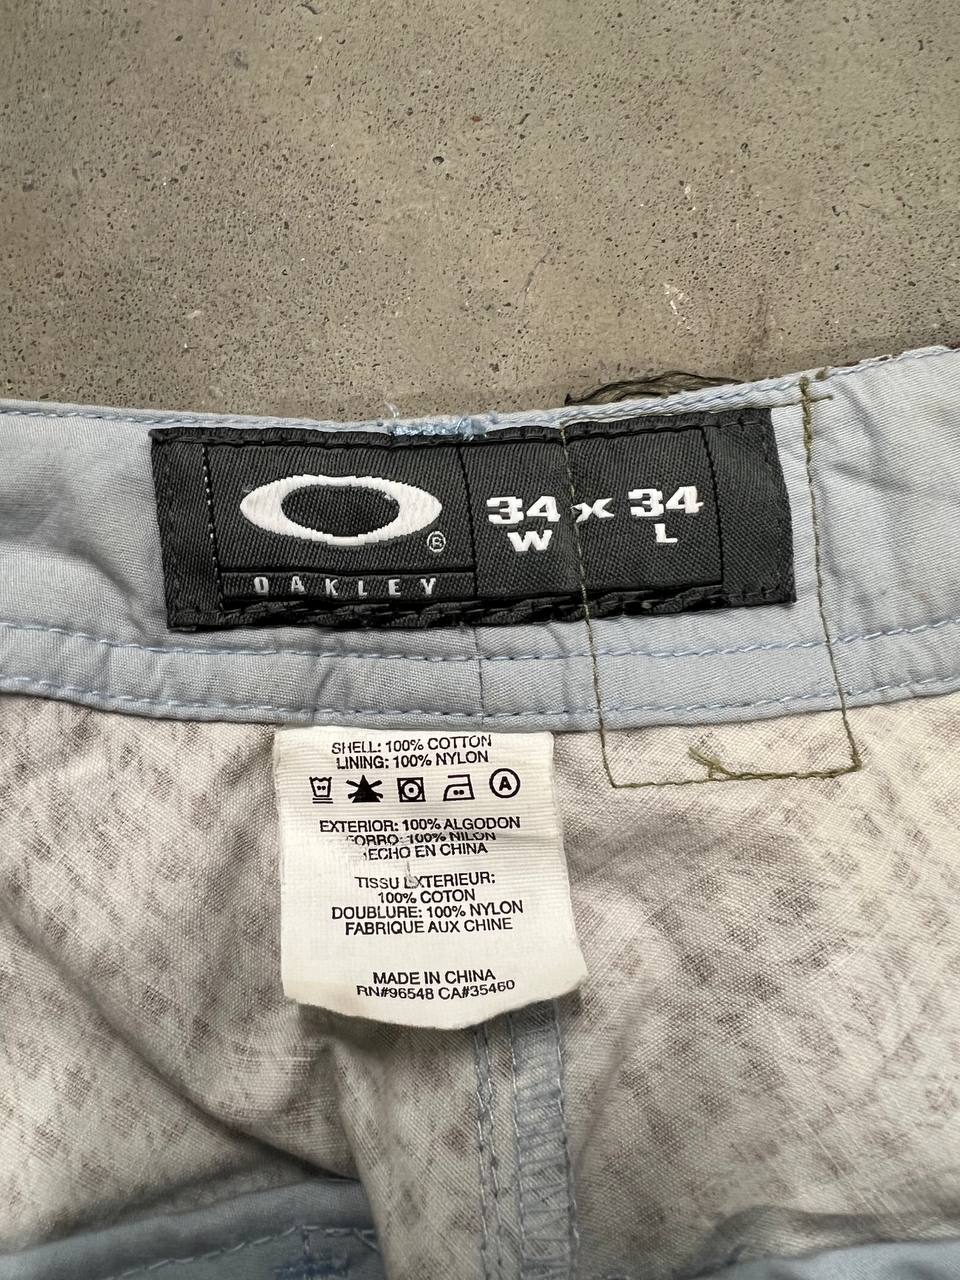 ®
OAKLEY
34 x 34
W L
SHELL: 100% COTTON
LINING: 100% NYLON
A
EXTERIOR: 100% ALGODON
FORRO: 100% NILON
HECHO EN CHINA
TISSU EXTERIEUR:
100% COTON
DOUBLURE: 100% NYLON
FABRIQUE AUX CHINE
MADE IN CHINA
RN#96548 CA#35460